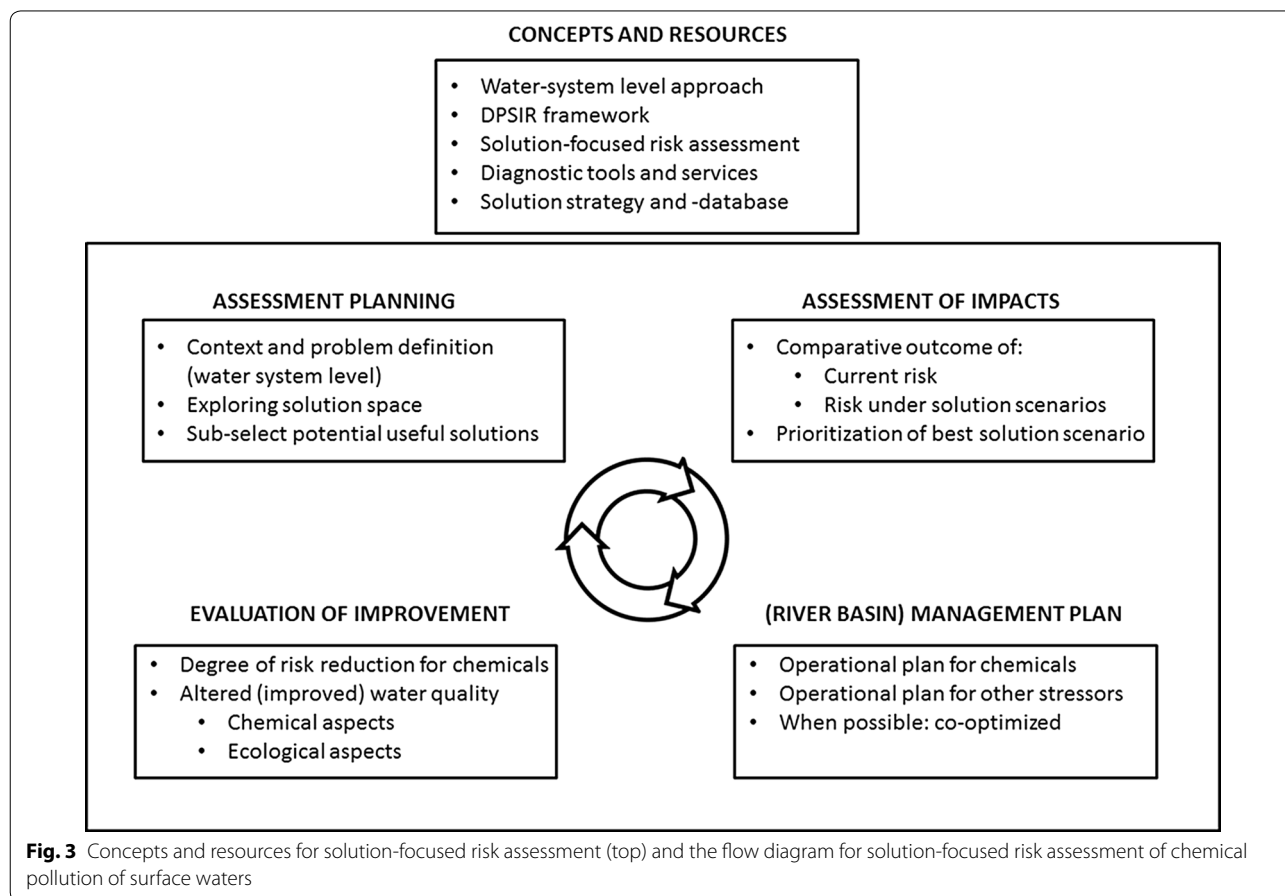 CONCEPTS AND RESOURCES
• Water-system level approach
• DPSIR framework
• Solution-focused risk assessment
• Diagnostic tools and services
• Solution strategy and -database
ASSESSMENT PLANNING
• Context and problem definition
(water system level)
• Exploring solution space
• Sub-select potential useful solutions
ASSESSMENT OF IMPACTS
• Comparative outcome of:
• Current risk
• Risk under solution scenarios
• Prioritization of best solution scenario
EVALUATION OF IMPROVEMENT
• Degree of risk reduction for chemicals
• Altered (improved) water quality
• Chemical aspects
• Ecological aspects
(RIVER BASIN) MANAGEMENT PLAN
• Operational plan for chemicals
• Operational plan for other stressors
• When possible: co-optimized
Fig. 3 Concepts and resources for solution-focused risk assessment (top) and the flow diagram for solution-focused risk assessment of chemical
pollution of surface waters